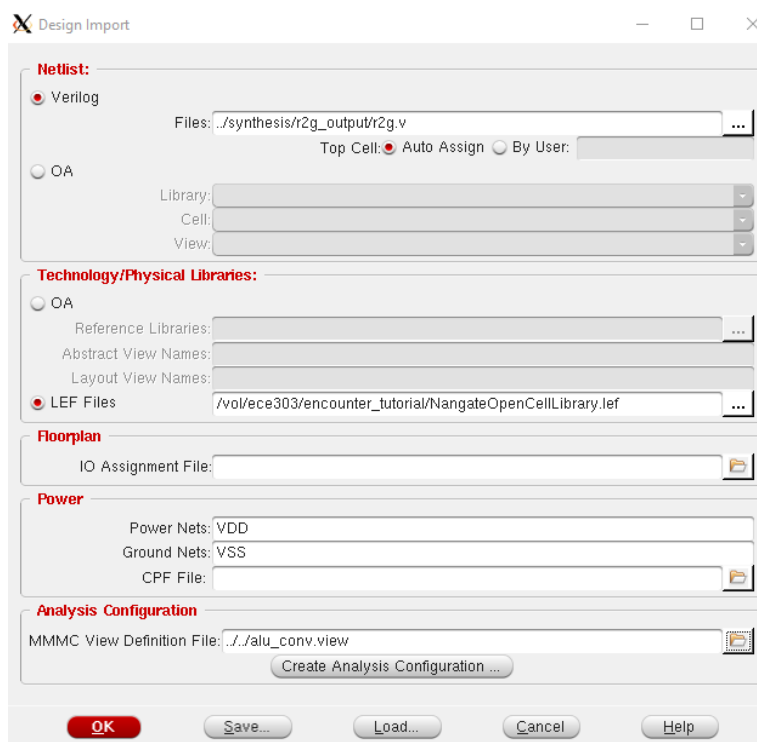 Design Import
Netlist:
Verilog
Files: ../synthesis/r2g_output/r2g.v ...
Top Cell: Auto Assign By User:
OA
Library:
Cell:
View:
Technology/Physical Libraries:
OA
Reference Libraries: ...
Abstract View Names:
Layout View Names:
LEF Files /vol/ece303/encounter_tutorial/NangateOpenCellLibrary.lef ...
Floorplan
IO Assignment File:
Power
Power Nets: VDD
Ground Nets: VSS
CPF File:
Analysis Configuration
MMMC View Definition File: ../../alu_conv.view
Create Analysis Configuration ...
OK Save... Load... Cancel Help